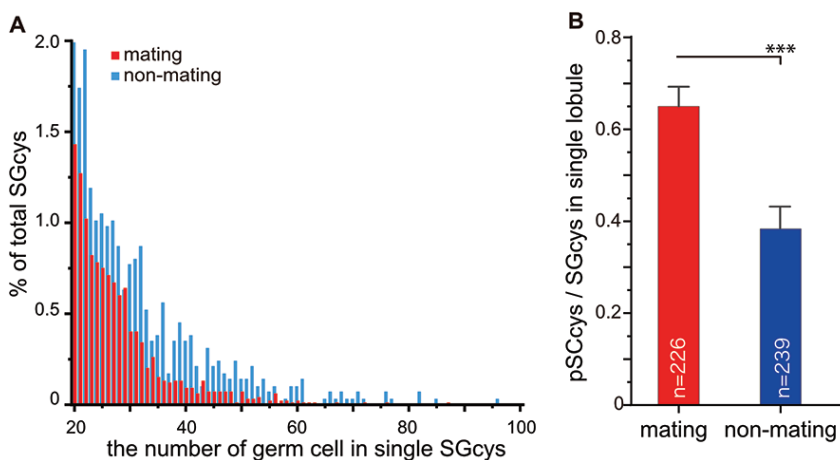 A
mating
non-mating
% of total SGcys
2.0
1.5
1.0
0.5
0
20
40
60
80
100
the number of germ cell in single SGcys
B
***
pSCcys / SGcys in single lobule
0.8
0.6
0.4
0.2
0
n=226
n=239
mating
non-mating